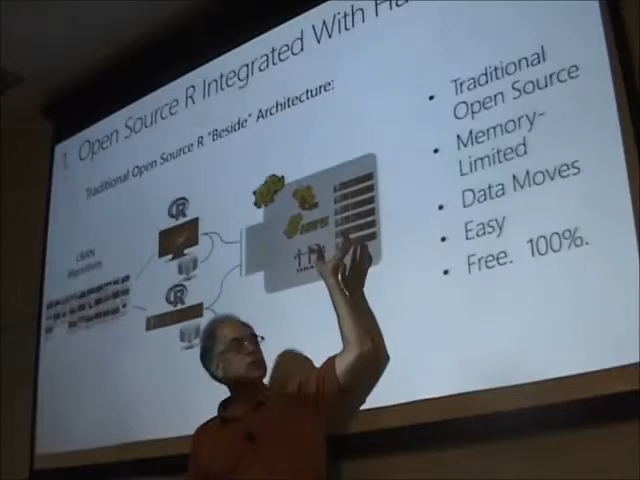 1. Open Source R Integrated With
Traditional Open Source R "Beside" Architecture:
• Traditional
Open Source
• Memory-
Limited
• Data Moves
• Easy
• Free. 100%.
R
R
CRAN
Algorithms